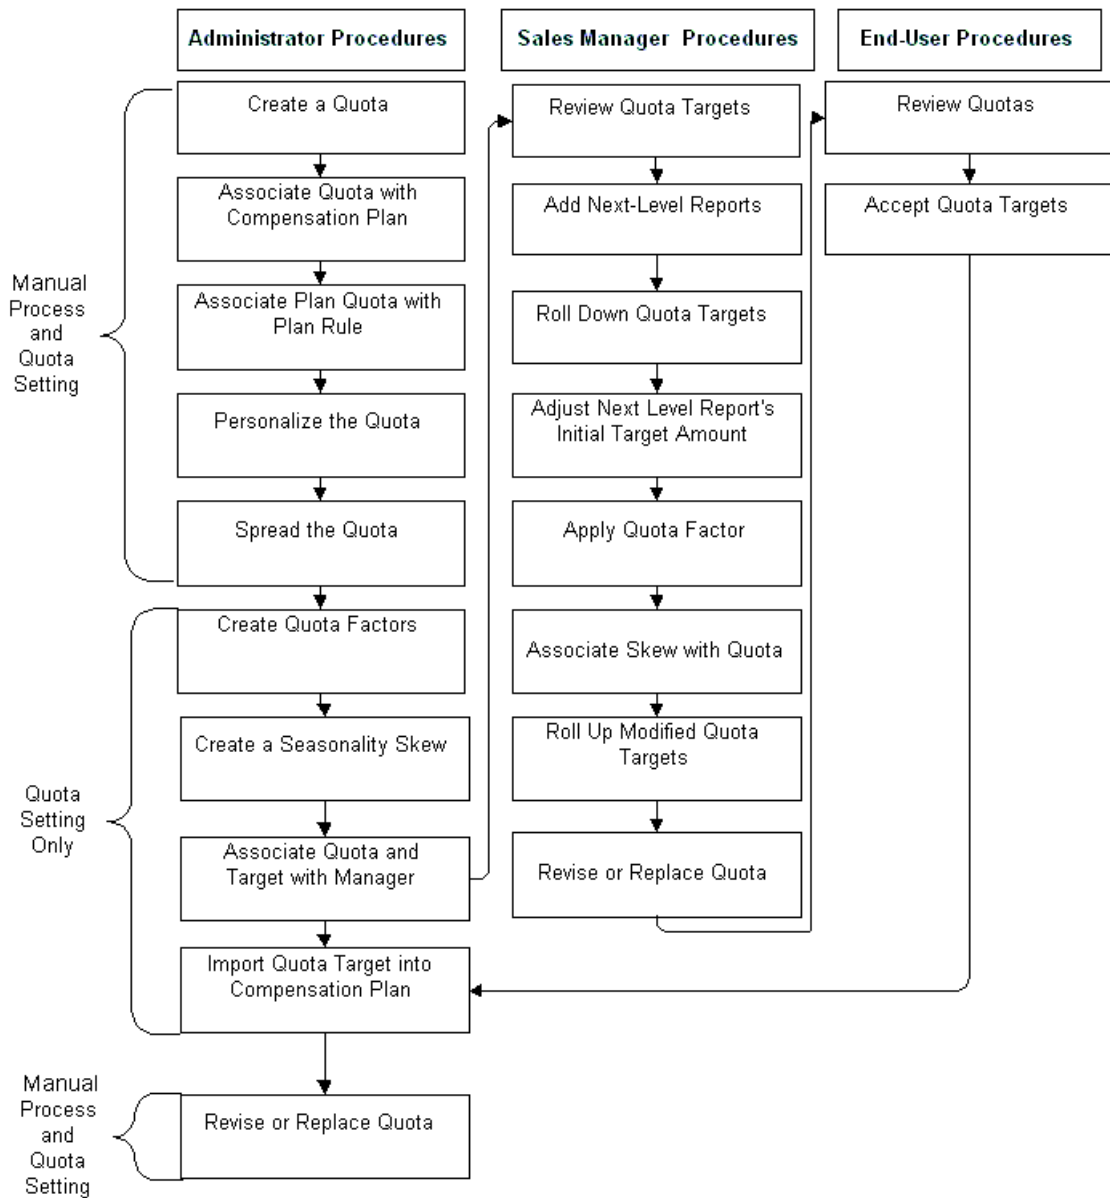 Administrator Procedures
Sales Manager Procedures
End-User Procedures
Manual
Process
and
Quota
Setting
Create a Quota
Associate Quota with
Compensation Plan
Associate Plan Quota with
Plan Rule
Personalize the Quota
Spread the Quota
Quota
Setting
Only
Create Quota Factors
Create a Seasonality Skew
Associate Quota and
Target with Manager
Import Quota Target into
Compensation Plan
Manual
Process
and
Quota
Setting
Revise or Replace Quota
Review Quota Targets
Add Next-Level Reports
Roll Down Quota Targets
Adjust Next Level Report's
Initial Target Amount
Apply Quota Factor
Associate Skew with Quota
Roll Up Modified Quota
Targets
Revise or Replace Quota
Review Quotas
Accept Quota Targets